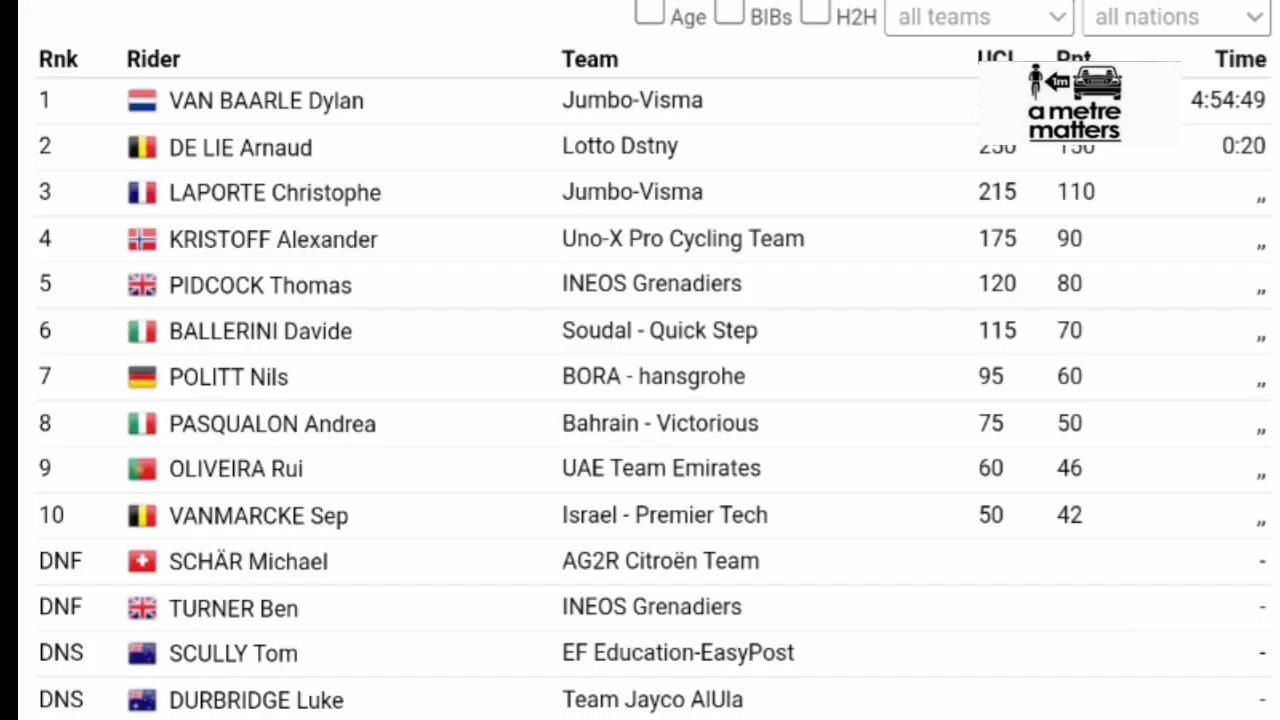 Age BIBs H2H all teams all nations
Rnk Rider Team UCI Pnt Time
1 VAN BAARLE Dylan Jumbo-Visma 4:54:49
1m
a metre
matters
2 DE LIE Arnaud Lotto Dstny 250 150 0:20
3 LAPORTE Christophe Jumbo-Visma 215 110 ,,
4 KRISTOFF Alexander Uno-X Pro Cycling Team 175 90 ,,
5 PIDCOCK Thomas INEOS Grenadiers 120 80 ,,
6 BALLERINI Davide Soudal - Quick Step 115 70 ,,
7 POLITT Nils BORA - hansgrohe 95 60 ,,
8 PASQUALON Andrea Bahrain - Victorious 75 50 ,,
9 OLIVEIRA Rui UAE Team Emirates 60 46 ,,
10 VANMARCKE Sep Israel - Premier Tech 50 42 ,,
DNF SCHÄR Michael AG2R Citroën Team -
DNF TURNER Ben INEOS Grenadiers -
DNS SCULLY Tom EF Education-EasyPost -
DNS DURBRIDGE Luke Team Jayco AlUla -